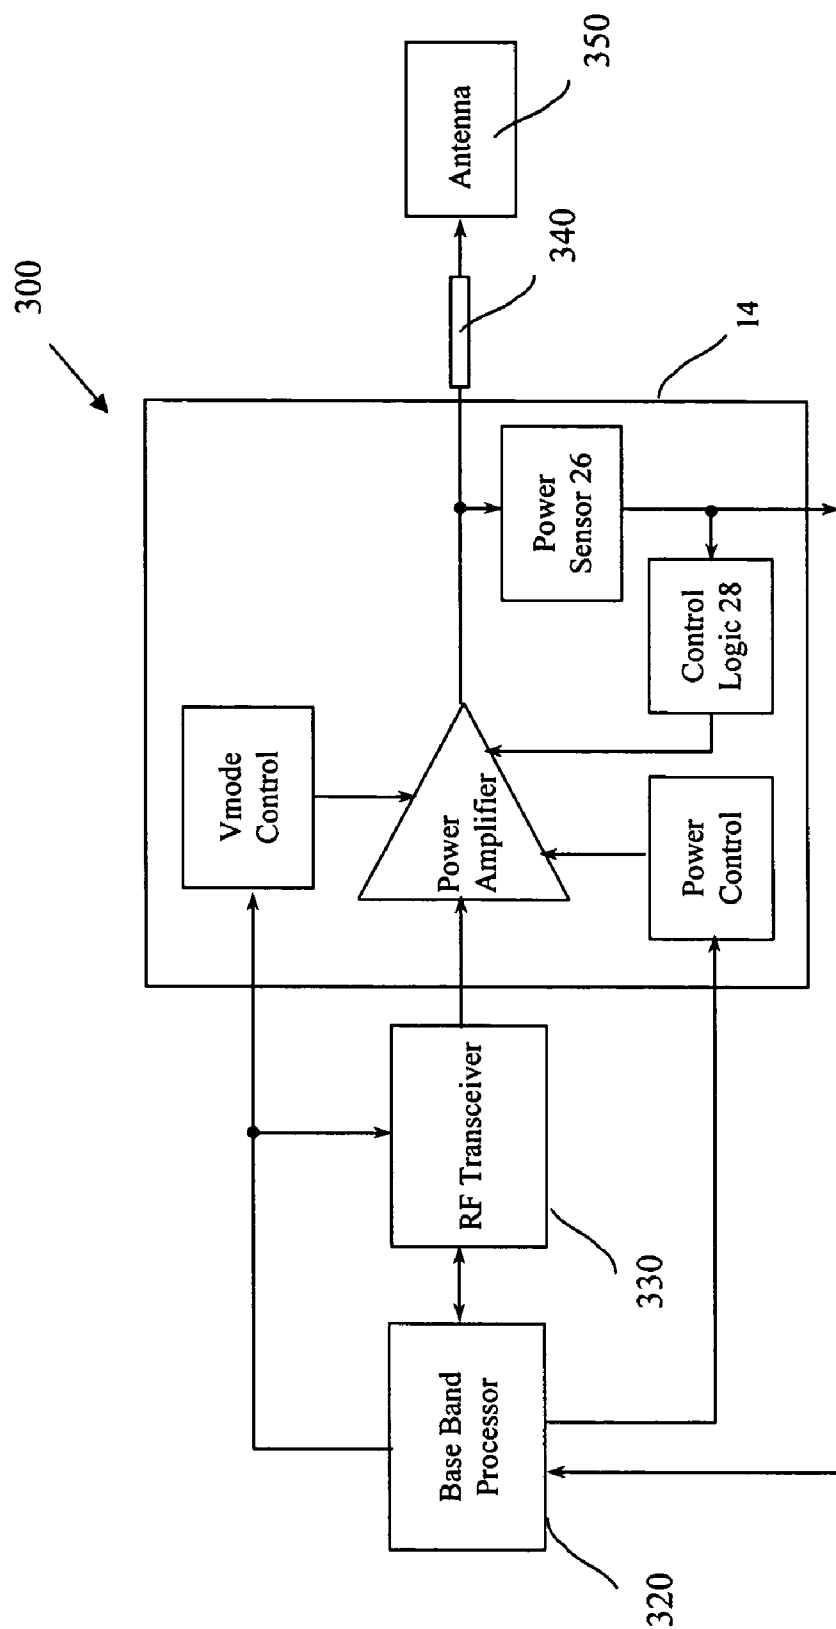 300
350
Antenna
340
14
Vmode
Control
Power
Sensor 26
Power
Amplifier
Control
Logic 28
Power
Control
RF Transceiver
330
Base Band
Processor
320